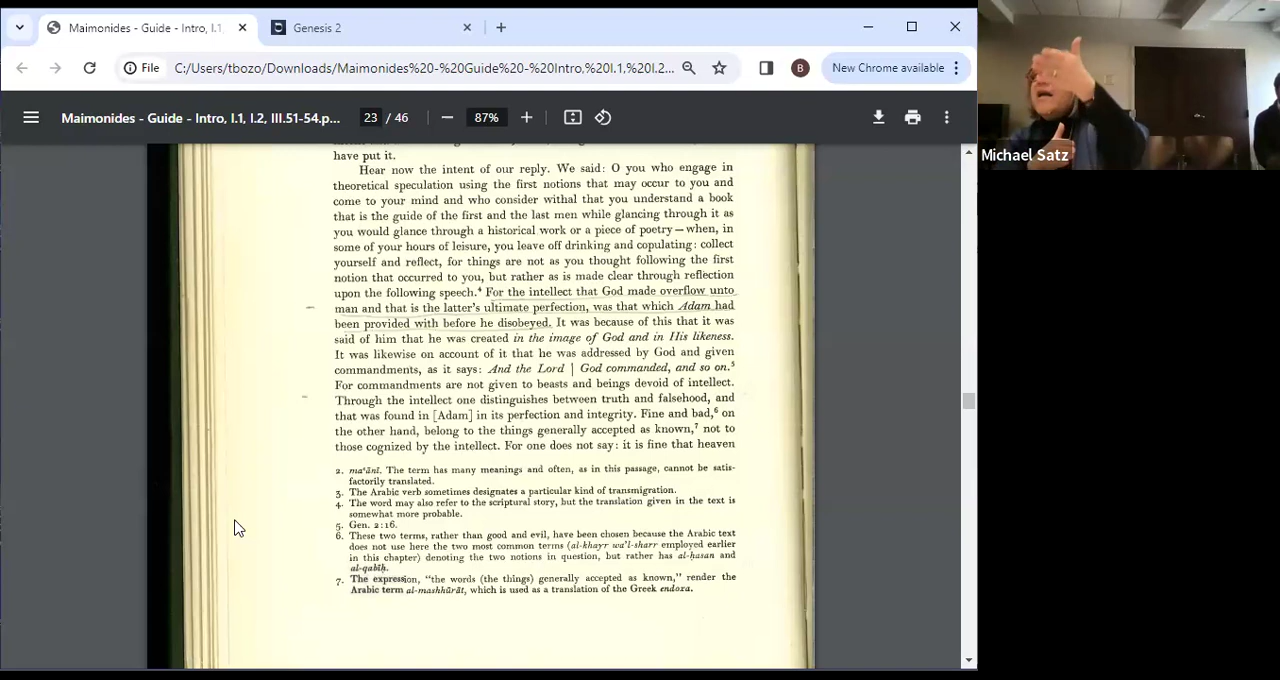 Maimonides - Guide - Intro, I.1,
Genesis 2
File
C:/Users/tbozo/Downloads/Maimonides%20-%20Guide%20-%20Intro,%20I.1,%20I.2...
B
New Chrome available
Maimonides - Guide - Intro, I.1, I.2, III.51-54.p...
23 / 46
87%
Michael Satz
have put it.
Hear now the intent of our reply. We said: O you who engage in
theoretical speculation using the first notions that may occur to you and
come to your mind and who consider withal that you understand a book
that is the guide of the first and the last men while glancing through it as
you would glance through a historical work or a piece of poetry—when, in
some of your hours of leisure, you leave off drinking and copulating: collect
yourself and reflect, for things are not as you thought following the first
notion that occurred to you, but rather as is made clear through reflection
upon the following speech.⁴ For the intellect that God made overflow unto
man and that is the latter's ultimate perfection, was that which Adam had
been provided with before he disobeyed. It was because of this that it was
said of him that he was created in the image of God and in His likeness.
It was likewise on account of it that he was addressed by God and given
commandments, as it says: And the Lord | God commanded, and so on.⁵
For commandments are not given to beasts and beings devoid of intellect.
Through the intellect one distinguishes between truth and falsehood, and
that was found in [Adam] in its perfection and integrity. Fine and bad,⁶ on
the other hand, belong to the things generally accepted as known,⁷ not to
those cognized by the intellect. For one does not say: it is fine that heaven
2. ma'ānī. The term has many meanings and often, as in this passage, cannot be satis-
factorily translated.
3. The Arabic verb sometimes designates a particular kind of transmigration.
4. The word may also refer to the scriptural story, but the translation given in the text is
somewhat more probable.
5. Gen. 2:16.
6. These two terms, rather than good and evil, have been chosen because the Arabic text
does not use here the two most common terms (al-khayr wa'l-sharr employed earlier
in this chapter) denoting the two notions in question, but rather has al-ḥasan and
al-qabīḥ.
7. The expression, "the words (the things) generally accepted as known," render the
Arabic term al-mashhūrāt, which is used as a translation of the Greek endoxa.